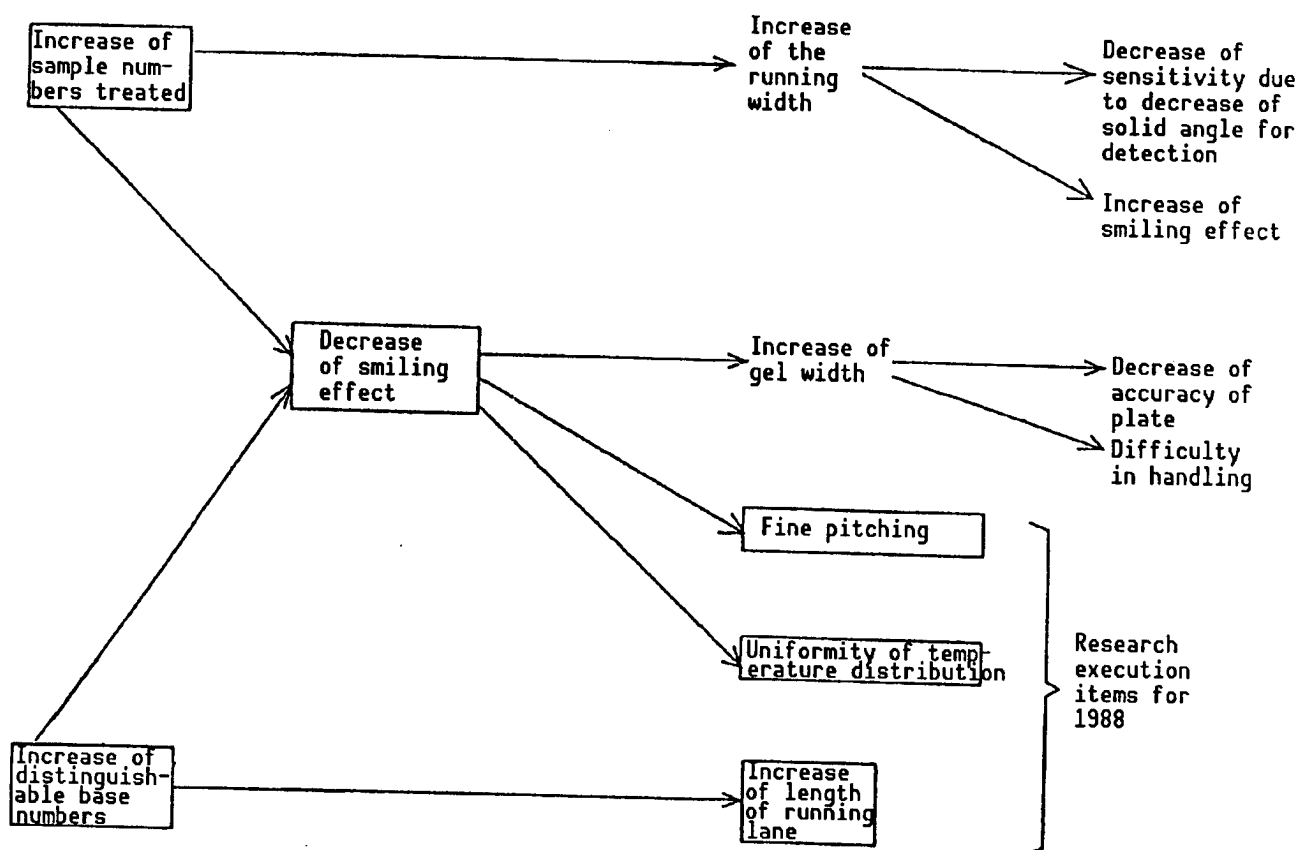 Increase of
sample num-
bers treated
Increase
of the
running
width
Decrease of
sensitivity due
to decrease of
solid angle for
detection
Increase of
smiling effect
Decrease
of smiling
effect
Increase of
gel width
Decrease of
accuracy of
plate
Difficulty
in handling
Fine pitching
Uniformity of temp-
erature distribution
Research
execution
items for
1988
Increase of
distinguish-
able base
numbers
Increase
of length
of running
lane